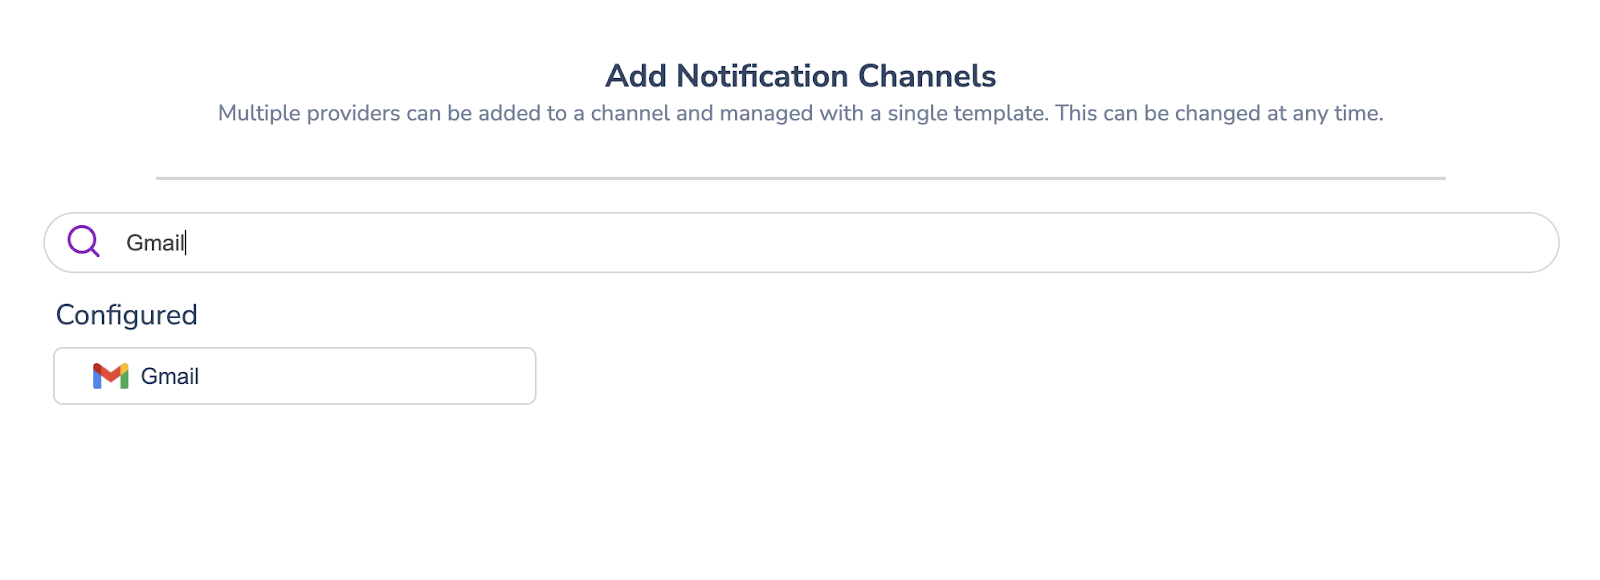 Add Notification Channels
Multiple providers can be added to a channel and managed with a single template. This can be changed at any time.
Gmail
Configured
Gmail